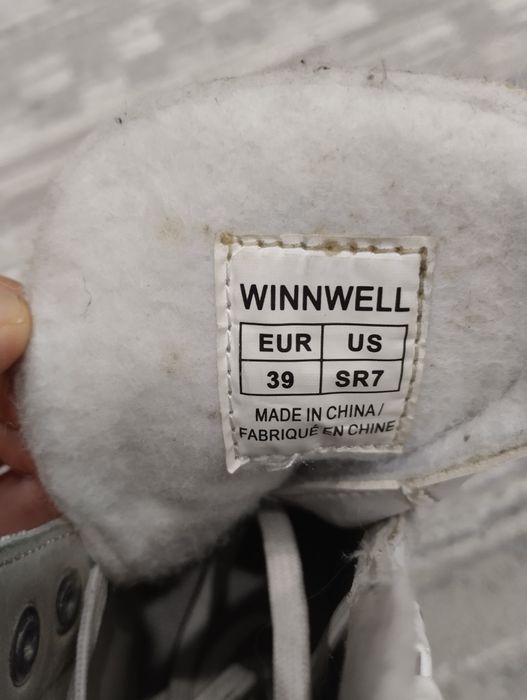 WINNWELL
EUR US
39 SR7
MADE IN CHINA/
FABRIQUÉ EN CHINE